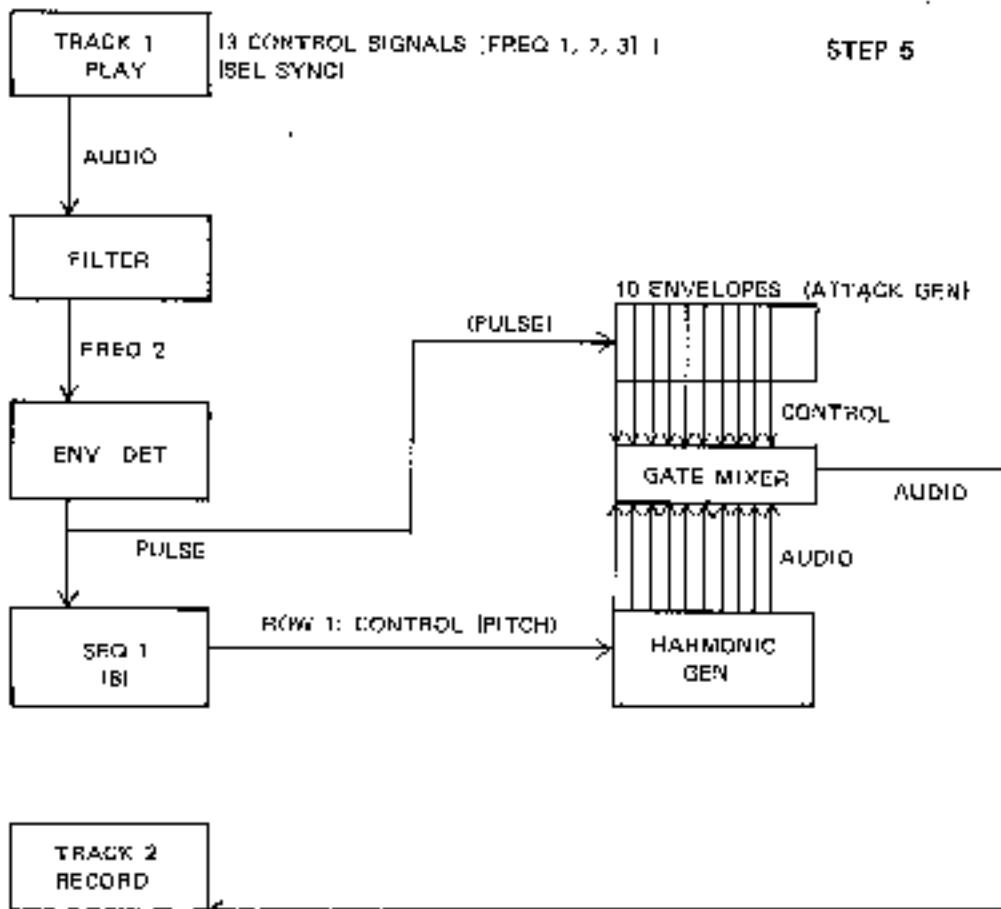 TRACK 1
PLAY
(3 CONTROL SIGNALS (FREQ 1, 2, 3) )
(SEL SYNC)
STEP 5
AUDIO
FILTER
FREQ 2
ENV DET
PULSE
(PULSE)
10 ENVELOPES (ATTACK GEN)
CONTROL
GATE MIXER
AUDIO
AUDIO
SEQ 1
(8)
ROW 1: CONTROL (PITCH)
HARMONIC
GEN
TRACK 2
RECORD